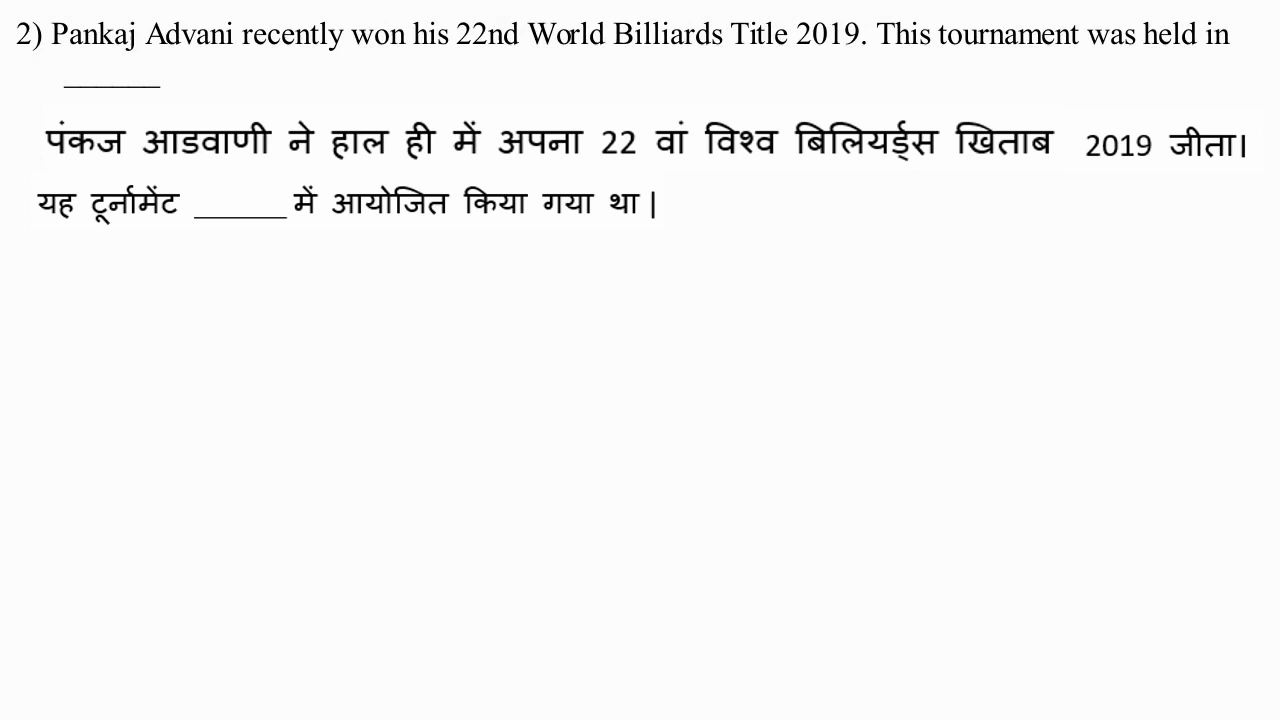 2) Pankaj Advani recently won his 22nd World Billiards Title 2019. This tournament was held in
______
पंकज आडवाणी ने हाल ही में अपना 22 वां विश्व बिलियर्ड्स खिताब 2019 जीता।
यह टूर्नामेंट ______ में आयोजित किया गया था |